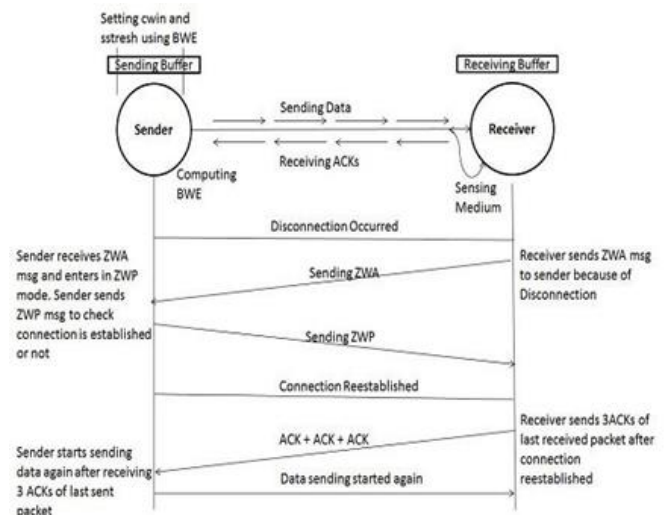 Setting cwin and
sstresh using BWE
Sending Buffer
Receiving Buffer
Sending Data
Sender
Receiver
Receiving ACKs
Computing
BWE
Sensing
Medium
Disconnection Occurred
Sender receives ZWA
msg and enters in ZWP
mode. Sender sends
ZWP msg to check
connection is established
or not
Receiver sends ZWA msg
to sender because of
Disconnection
Sending ZWA
Sending ZWP
Connection Reestablished
Receiver sends 3ACKs of
last received packet after
connection
reestablished
ACK + ACK + ACK
Sender starts sending
data again after receiving
3 ACKs of last sent
packet
Data sending started again